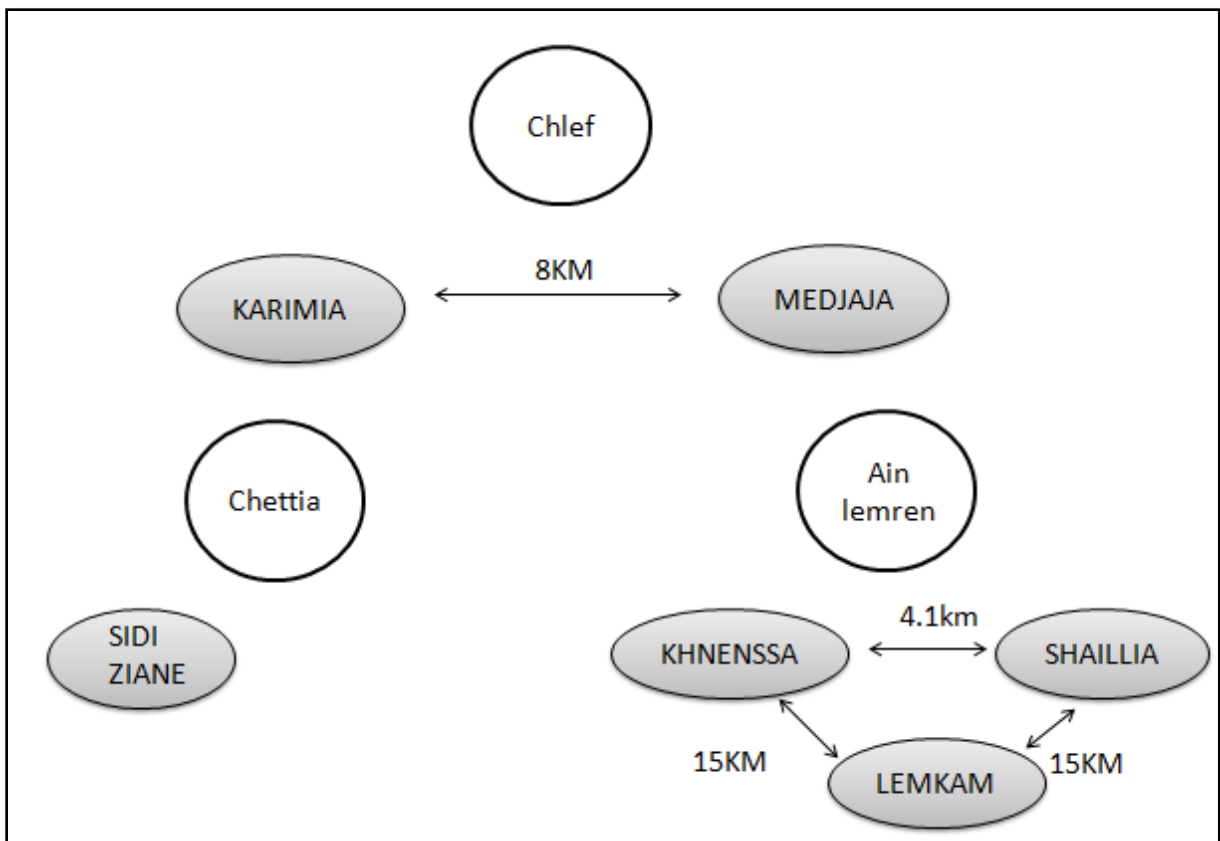 Chlef
8KM
KARIMIA
MEDJAJA
Chettia
Ain
lemren
4.1km
SIDI
ZIANE
KHNENSSA
SHAILLIA
15KM
15KM
LEMKAM